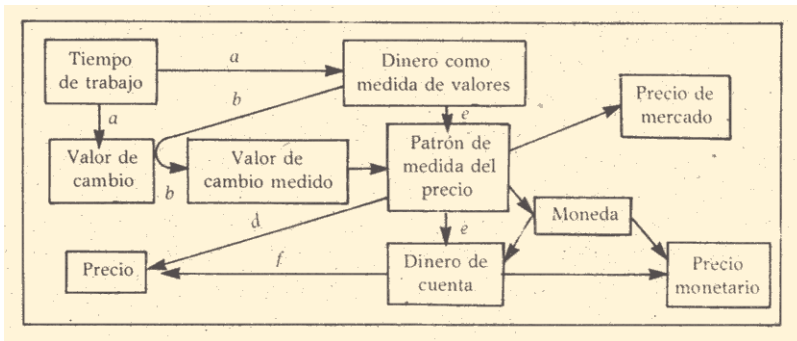 Tiempo
de trabajo
a
Dinero como
medida de valores
a
b
e
Precio de
mercado
Valor de
cambio
b
Valor de
cambio medido
Patrón de
medida del
precio
Moneda
d
e
Precio
f
Dinero de
cuenta
Precio
monetario